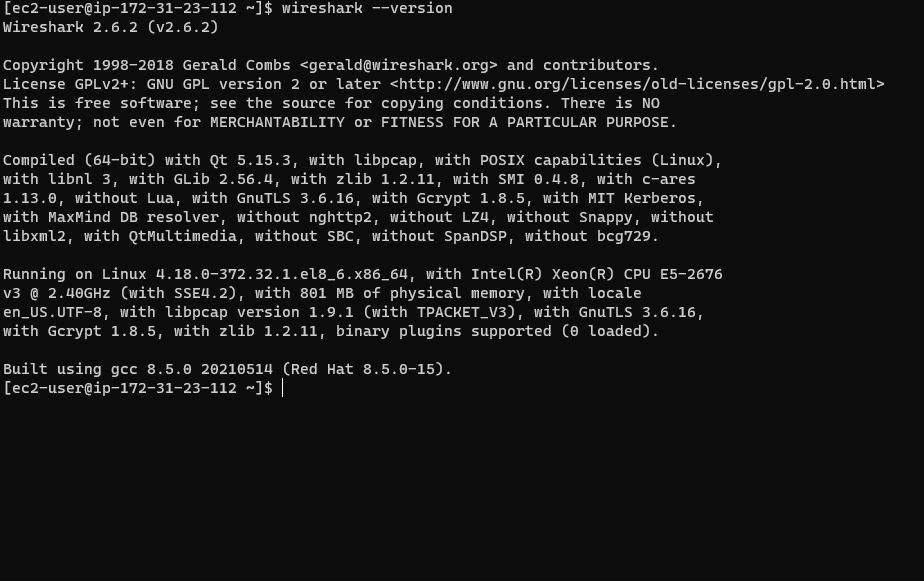 [ec2-user@ip-172-31-23-112 ~]$ wireshark --version
Wireshark 2.6.2 (v2.6.2)
Copyright 1998-2018 Gerald Combs <gerald@wireshark.org> and contributors.
License GPLv2+: GNU GPL version 2 or later <http://www.gnu.org/licenses/old-licenses/gpl-2.0.html>
This is free software; see the source for copying conditions. There is NO
warranty; not even for MERCHANTABILITY or FITNESS FOR A PARTICULAR PURPOSE.
Compiled (64-bit) with Qt 5.15.3, with libpcap, with POSIX capabilities (Linux),
with libnl 3, with GLib 2.56.4, with zlib 1.2.11, with SMI 0.4.8, with c-ares
1.13.0, without Lua, with GnuTLS 3.6.16, with Gcrypt 1.8.5, with MIT Kerberos,
with MaxMind DB resolver, without nghttp2, without LZ4, without Snappy, without
libxml2, with QtMultimedia, without SBC, without SpanDSP, without bcg729.
Running on Linux 4.18.0-372.32.1.el8_6.x86_64, with Intel(R) Xeon(R) CPU E5-2676
v3 @ 2.40GHz (with SSE4.2), with 801 MB of physical memory, with locale
en_US.UTF-8, with libpcap version 1.9.1 (with TPACKET_V3), with GnuTLS 3.6.16,
with Gcrypt 1.8.5, with zlib 1.2.11, binary plugins supported (0 loaded).
Built using gcc 8.5.0 20210514 (Red Hat 8.5.0-15).
[ec2-user@ip-172-31-23-112 ~]$